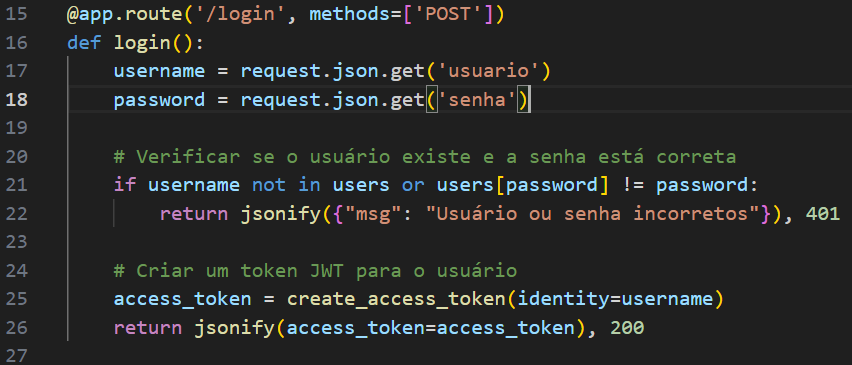 15 @app.route('/login', methods=['POST'])
16 def login():
17     username = request.json.get('usuario')
18     password = request.json.get('senha')
19
20     # Verificar se o usuário existe e a senha está correta
21     if username not in users or users[password] != password:
22         return jsonify({"msg": "Usuário ou senha incorretos"}), 401
23
24     # Criar um token JWT para o usuário
25     access_token = create_access_token(identity=username)
26     return jsonify(access_token=access_token), 200
27